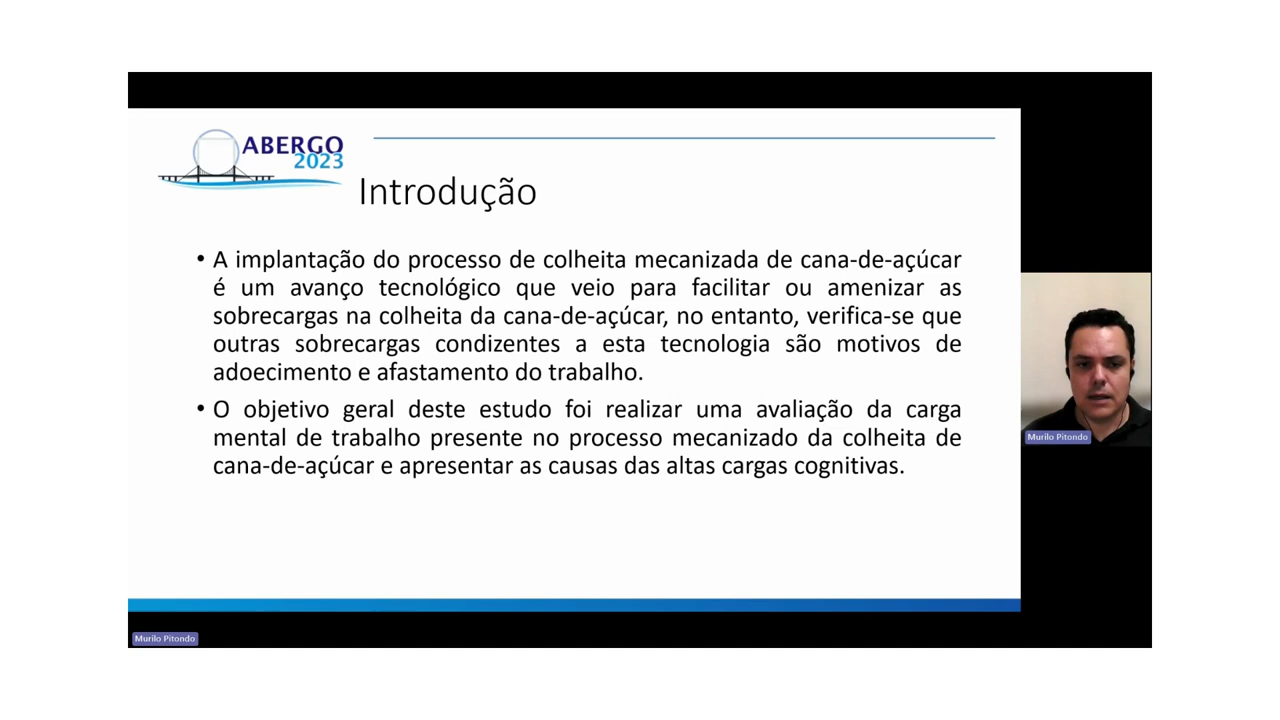 ABERGO
2023
Introdução
• A implantação do processo de colheita mecanizada de cana-de-açúcar
é um avanço tecnológico que veio para facilitar ou amenizar as
sobrecargas na colheita da cana-de-açúcar, no entanto, verifica-se que
outras sobrecargas condizentes a esta tecnologia são motivos de
adoecimento e afastamento do trabalho.
• O objetivo geral deste estudo foi realizar uma avaliação da carga
mental de trabalho presente no processo mecanizado da colheita de
cana-de-açúcar e apresentar as causas das altas cargas cognitivas.
Murilo Pitondo
Murilo Pitondo